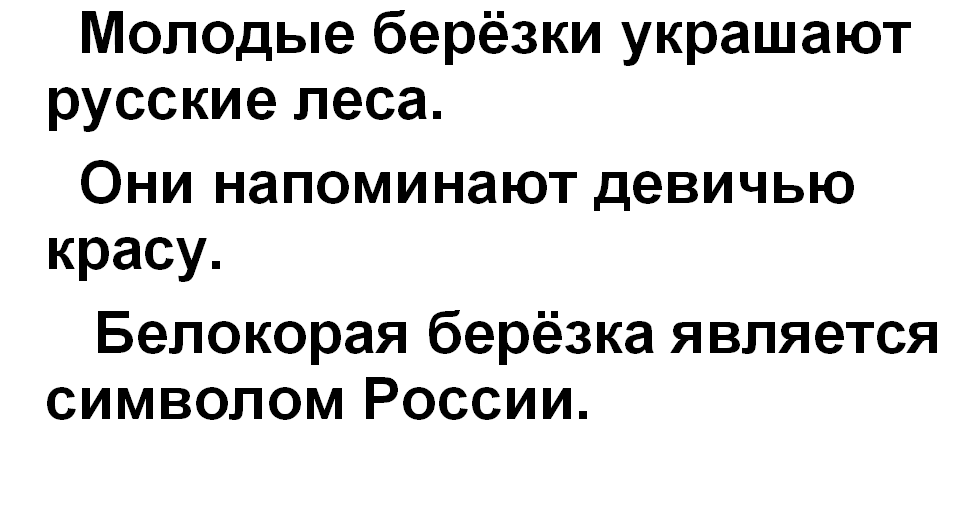 Молодые берёзки украшают
русские леса.
Они напоминают девичью
красу.
Белокорая берёзка является
символом России.